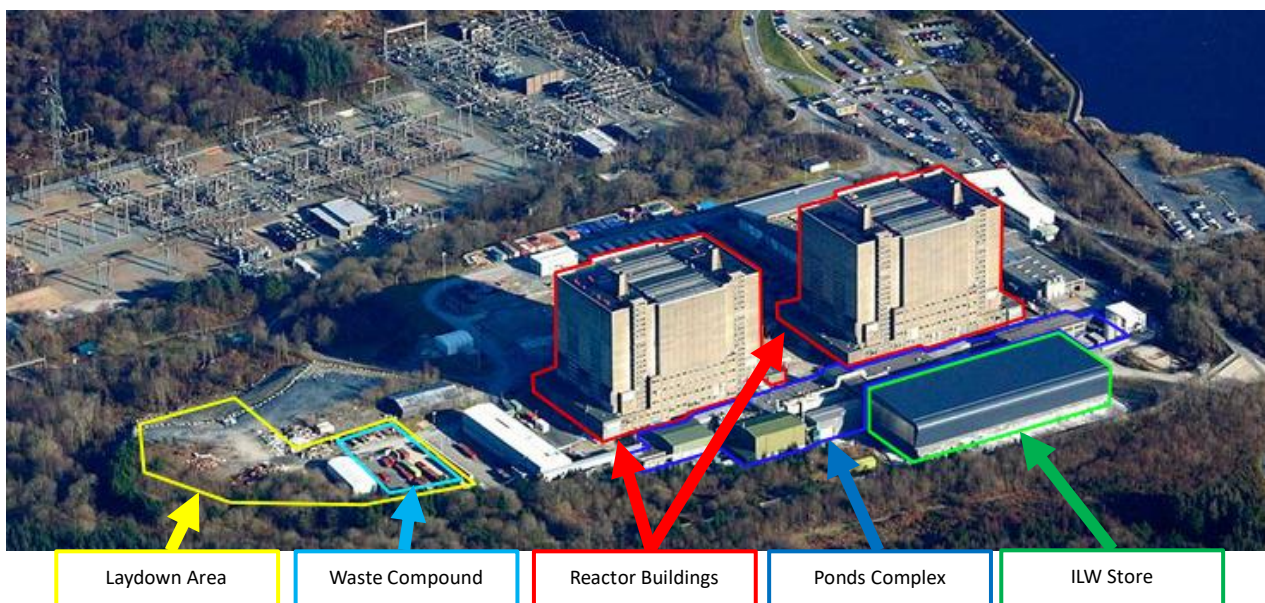 Laydown Area
Waste Compound
Reactor Buildings
Ponds Complex
ILW Store